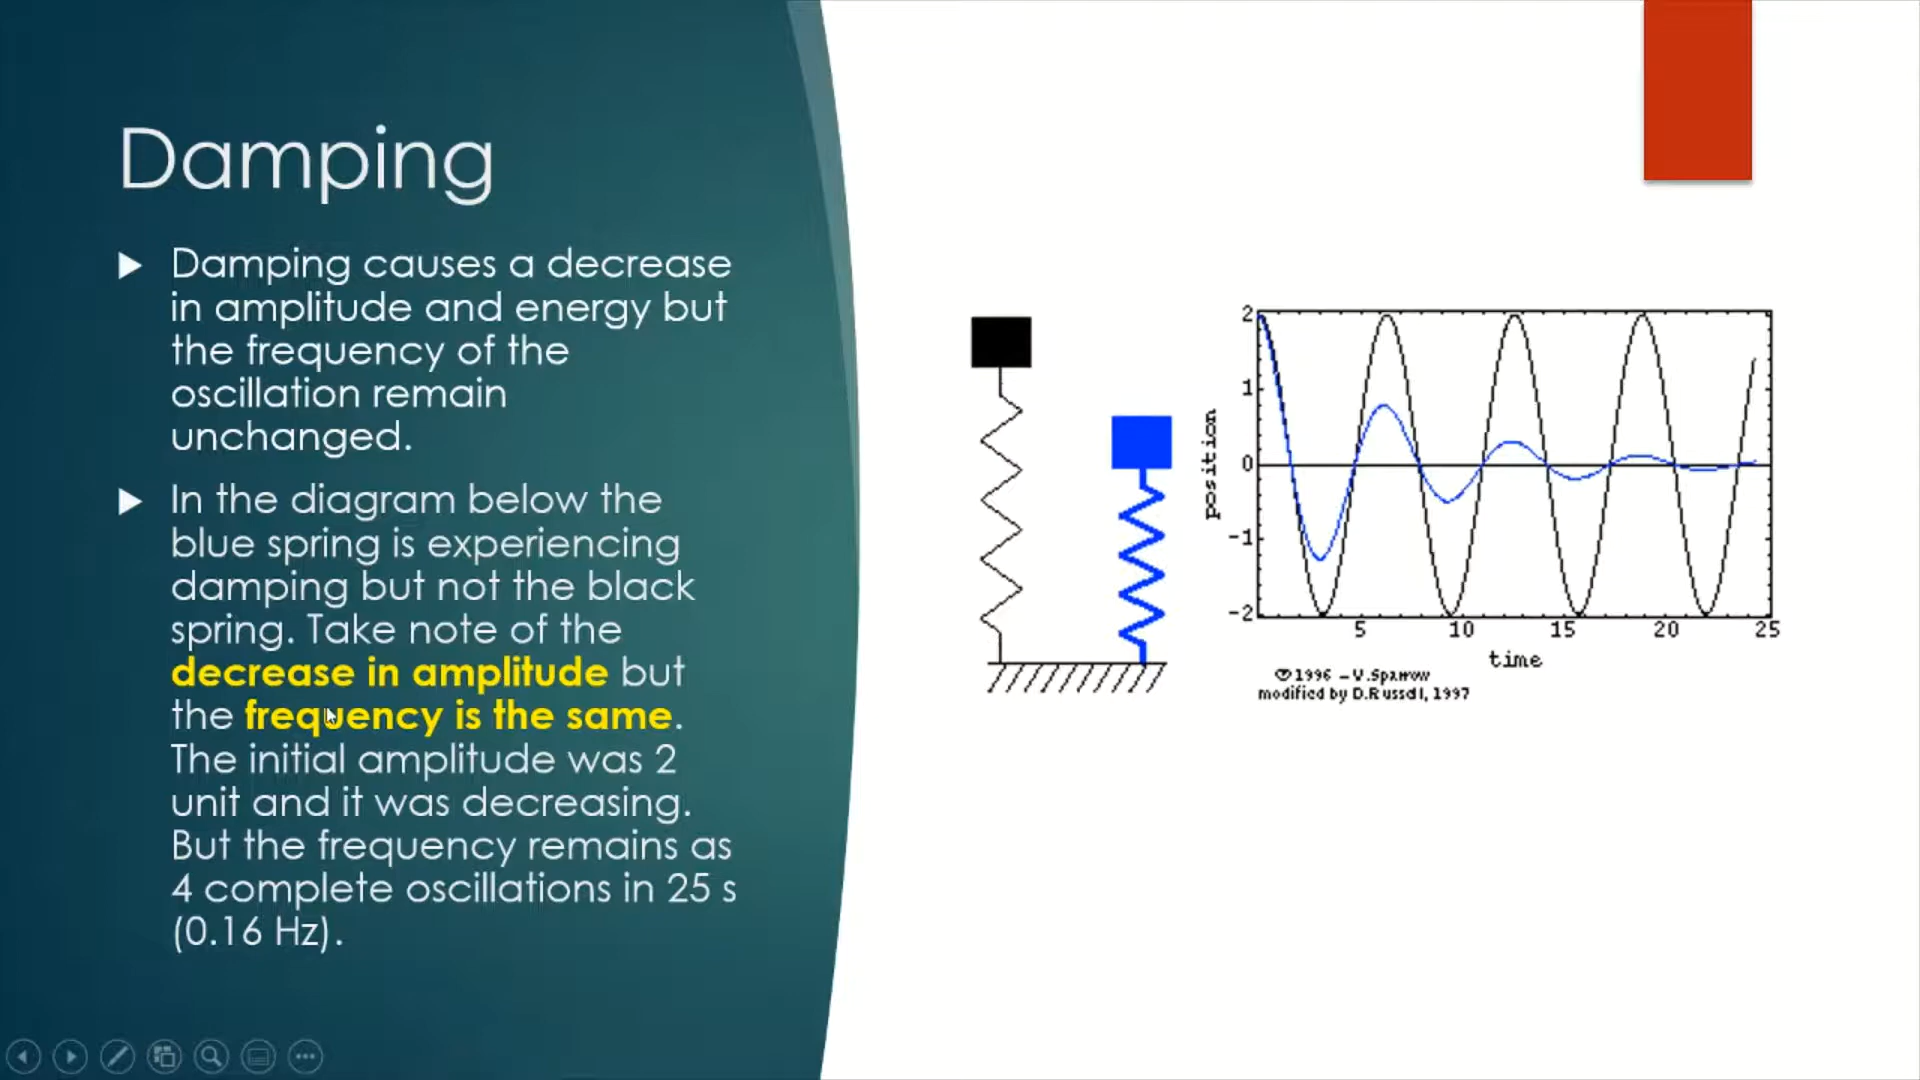 Damping
Damping causes a decrease
in amplitude and energy but
the frequency of the
oscillation remain
unchanged.
In the diagram below the
blue spring is experiencing
damping but not the black
spring. Take note of the
decrease in amplitude but
the frequency is the same.
The initial amplitude was 2
unit and it was decreasing.
But the frequency remains as
4 complete oscillations in 25 s
(0.16 Hz).
2
1
0
-1
-2
position
5 10 15 20 25
time
©1996 - V.Sparrow
modified by D.Russell, 1997